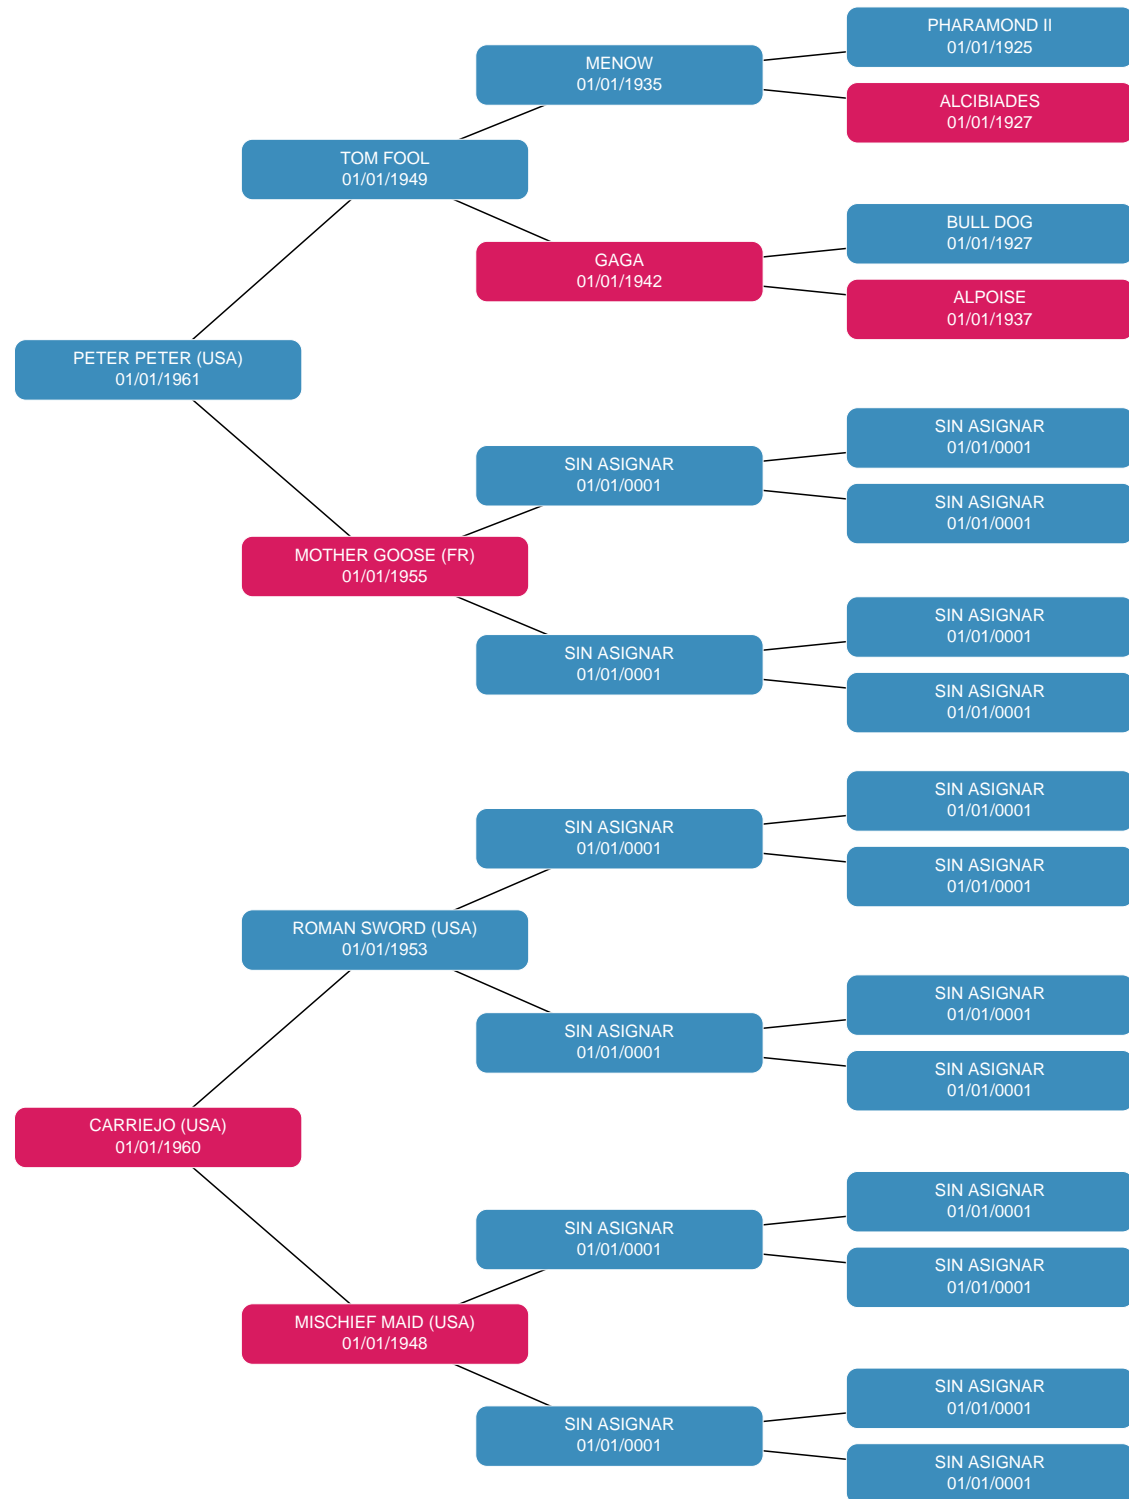 PHARAMOND II
01/01/1925
MENOW
01/01/1935
ALCIBIADES
01/01/1927
TOM FOOL
01/01/1949
BULL DOG
01/01/1927
GAGA
01/01/1942
ALPOISE
01/01/1937
PETER PETER (USA)
01/01/1961
SIN ASIGNAR
01/01/0001
SIN ASIGNAR
01/01/0001
SIN ASIGNAR
01/01/0001
MOTHER GOOSE (FR)
01/01/1955
SIN ASIGNAR
01/01/0001
SIN ASIGNAR
01/01/0001
SIN ASIGNAR
01/01/0001
SIN ASIGNAR
01/01/0001
SIN ASIGNAR
01/01/0001
SIN ASIGNAR
01/01/0001
ROMAN SWORD (USA)
01/01/1953
SIN ASIGNAR
01/01/0001
SIN ASIGNAR
01/01/0001
SIN ASIGNAR
01/01/0001
CARRIEJO (USA)
01/01/1960
SIN ASIGNAR
01/01/0001
SIN ASIGNAR
01/01/0001
SIN ASIGNAR
01/01/0001
MISCHIEF MAID (USA)
01/01/1948
SIN ASIGNAR
01/01/0001
SIN ASIGNAR
01/01/0001
SIN ASIGNAR
01/01/0001